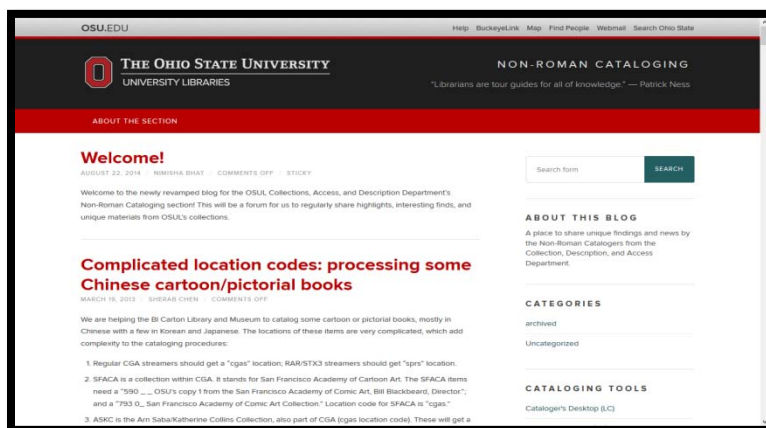 OSU.EDU
Help BuckeyeLink Map Find People Webmail Search Ohio State
THE OHIO STATE UNIVERSITY
UNIVERSITY LIBRARIES
NON-ROMAN CATALOGING
"Librarians are tour guides for all of knowledge." — Patrick Ness
ABOUT THE SECTION
Welcome!
AUGUST 22, 2014 / NIMISHA BHAT / COMMENTS OFF / STICKY
Welcome to the newly revamped blog for the OSUL Collections, Access, and Description Department's
Non-Roman Cataloging section! This will be a forum for us to regularly share highlights, interesting finds, and
unique materials from OSUL's collections.
Complicated location codes: processing some
Chinese cartoon/pictorial books
MARCH 19, 2013 / SHERAB CHEN / COMMENTS OFF
We are helping the BI Carton Library and Museum to catalog some cartoon or pictorial books, mostly in
Chinese with a few in Korean and Japanese. The locations of these items are very complicated, which add
complexity to the cataloging procedures:
1. Regular CGA streamers should get a "cgas" location; RAR/STX3 streamers should get "sprs" location.
2. SFACA is a collection within CGA. It stands for San Francisco Academy of Cartoon Art. The SFACA items
need a "590 _ _ OSU's copy 1 from the San Francisco Academy of Comic Art, Bill Blackbeard, Director.";
and a "793 0_ San Francisco Academy of Comic Art Collection." Location code for SFACA is "cgas."
3. ASKC is the Arn Saba/Katherine Collins Collection, also part of CGA (cgas location code). These will get a
Search form
SEARCH
ABOUT THIS BLOG
A place to share unique findings and news by
the Non-Roman Catalogers from the
Collection, Description, and Access
Department.
CATEGORIES
archived
Uncategorized
CATALOGING TOOLS
Cataloger's Desktop (LC)